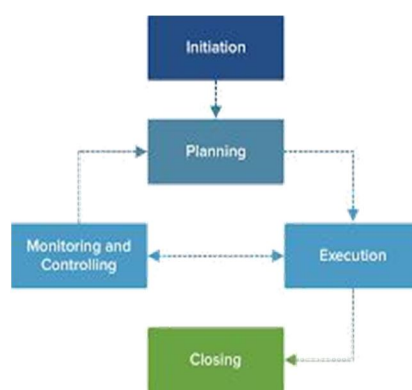 Initiation
Planning
Monitoring and
Controlling
Execution
Closing